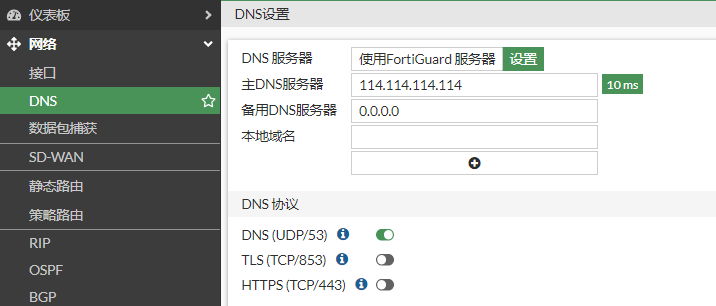 仪表板
网络
接口
DNS
数据包捕获
SD-WAN
静态路由
策略路由
RIP
OSPF
BGP
DNS设置
DNS 服务器 使用FortiGuard 服务器 设置
主DNS服务器 114.114.114.114 10 ms
备用DNS服务器 0.0.0.0
本地域名
DNS 协议
DNS (UDP/53)
TLS (TCP/853)
HTTPS (TCP/443)